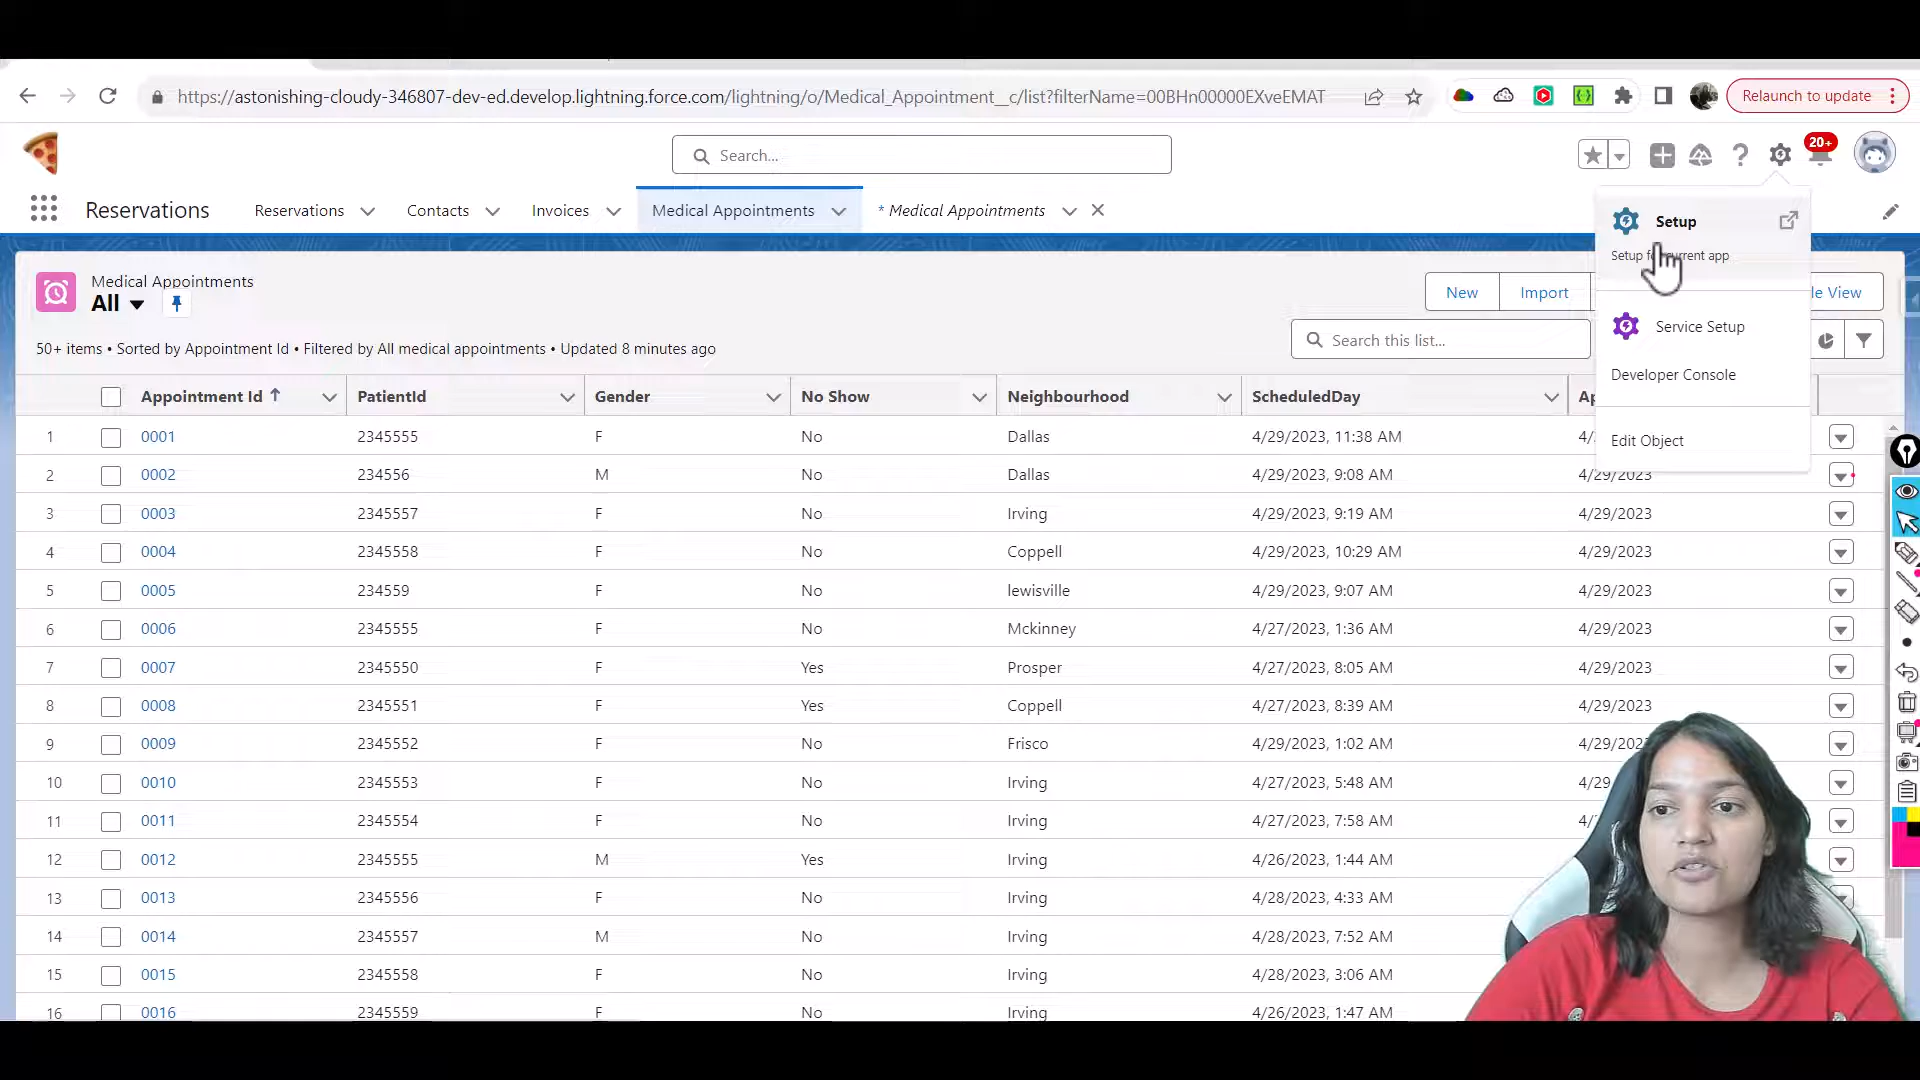 https://astonishing-cloudy-346807-dev-ed.develop.lightning.force.com/lightning/o/Medical_Appointment__c/list?filterName=00BHn00000EXveEMAT
Relaunch to update
Search...
20+
Reservations
Reservations
Contacts
Invoices
Medical Appointments
* Medical Appointments
Setup
Setup for current app
Service Setup
Developer Console
Edit Object
Medical Appointments
All
New
Import
le View
50+ items • Sorted by Appointment Id • Filtered by All medical appointments • Updated 8 minutes ago
Search this list...
Appointment Id PatientId Gender No Show Neighbourhood ScheduledDay Ap
1 0001 2345555 F No Dallas 4/29/2023, 11:38 AM 4/
2 0002 234556 M No Dallas 4/29/2023, 9:08 AM 4/29/2023
3 0003 2345557 F No Irving 4/29/2023, 9:19 AM 4/29/2023
4 0004 2345558 F No Coppell 4/29/2023, 10:29 AM 4/29/2023
5 0005 234559 F No lewisville 4/29/2023, 9:07 AM 4/29/2023
6 0006 2345555 F No Mckinney 4/27/2023, 1:36 AM 4/29/2023
7 0007 2345550 F Yes Prosper 4/27/2023, 8:05 AM 4/29/2023
8 0008 2345551 F Yes Coppell 4/27/2023, 8:39 AM 4/29/2023
9 0009 2345552 F No Frisco 4/29/2023, 1:02 AM 4/29/202
10 0010 2345553 F No Irving 4/27/2023, 5:48 AM 4/29
11 0011 2345554 F No Irving 4/27/2023, 7:58 AM 4/
12 0012 2345555 M Yes Irving 4/26/2023, 1:44 AM
13 0013 2345556 F No Irving 4/28/2023, 4:33 AM
14 0014 2345557 M No Irving 4/28/2023, 7:52 AM
15 0015 2345558 F No Irving 4/28/2023, 3:06 AM
16 0016 2345559 F No Irving 4/26/2023, 1:47 AM